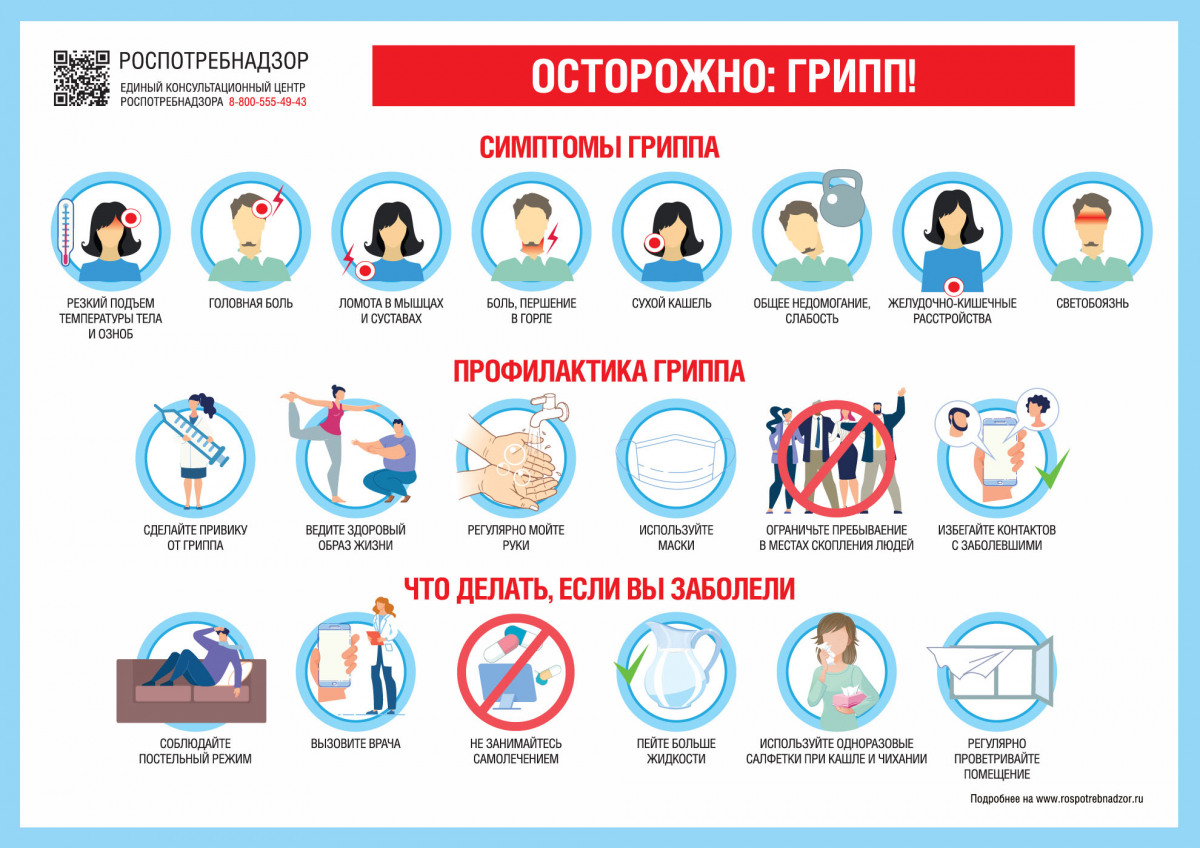 РОСПОТРЕБНАДЗОР
ЕДИНЫЙ КОНСУЛЬТАЦИОННЫЙ ЦЕНТР
РОСПОТРЕБНАДЗОРА 8-800-555-49-43
ОСТОРОЖНО: ГРИПП!
СИМПТОМЫ ГРИППА
РЕЗКИЙ ПОДЪЕМ
ТЕМПЕРАТУРЫ ТЕЛА
И ОЗНОБ
ГОЛОВНАЯ БОЛЬ
ЛОМОТА В МЫШЦАХ
И СУСТАВАХ
БОЛЬ, ПЕРШЕНИЕ
В ГОРЛЕ
СУХОЙ КАШЕЛЬ
ОБЩЕЕ НЕДОМОГАНИЕ,
СЛАБОСТЬ
ЖЕЛУДОЧНО-КИШЕЧНЫЕ
РАССТРОЙСТВА
СВЕТОБОЯЗНЬ
ПРОФИЛАКТИКА ГРИППА
СДЕЛАЙТЕ ПРИВИКУ
ОТ ГРИППА
ВЕДИТЕ ЗДОРОВЫЙ
ОБРАЗ ЖИЗНИ
РЕГУЛЯРНО МОЙТЕ
РУКИ
ИСПОЛЬЗУЙТЕ
МАСКИ
ОГРАНИЧЬТЕ ПРЕБЫВАНИЕ
В МЕСТАХ СКОПЛЕНИЯ ЛЮДЕЙ
ИЗБЕГАЙТЕ КОНТАКТОВ
С ЗАБОЛЕВШИМИ
ЧТО ДЕЛАТЬ, ЕСЛИ ВЫ ЗАБОЛЕЛИ
СОБЛЮДАЙТЕ
ПОСТЕЛЬНЫЙ РЕЖИМ
ВЫЗОВИТЕ ВРАЧА
НЕ ЗАНИМАЙТЕСЬ
САМОЛЕЧЕНИЕМ
ПЕЙТЕ БОЛЬШЕ
ЖИДКОСТИ
ИСПОЛЬЗУЙТЕ ОДНОРАЗОВЫЕ
САЛФЕТКИ ПРИ КАШЛЕ И ЧИХАНИИ
РЕГУЛЯРНО
ПРОВЕТРИВАЙТЕ
ПОМЕЩЕНИЕ
Подробнее на www.rospotrebnadzor.ru